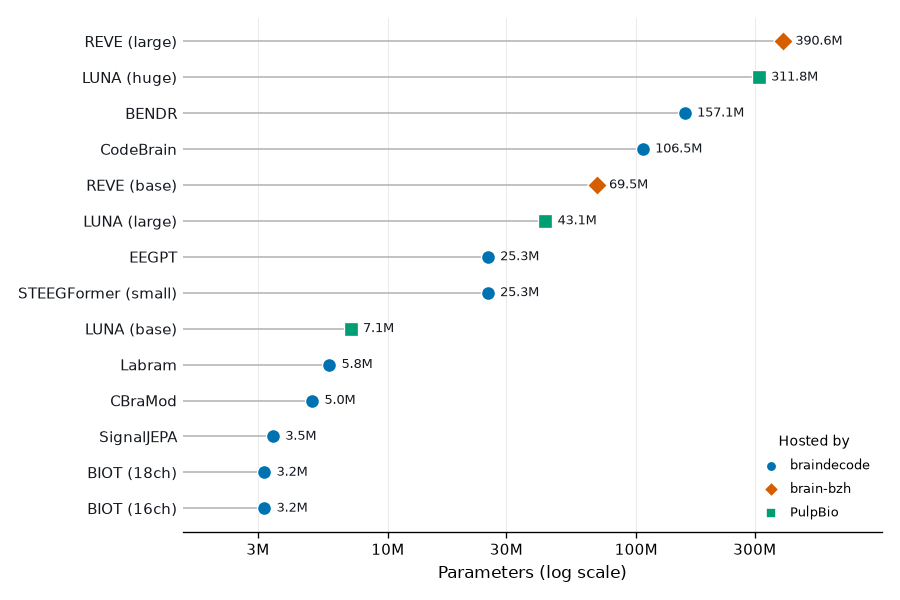 REVE (large) 390.6M
LUNA (huge) 311.8M
BENDR 157.1M
CodeBrain 106.5M
REVE (base) 69.5M
LUNA (large) 43.1M
EEGPT 25.3M
STEEGFormer (small) 25.3M
LUNA (base) 7.1M
Labram 5.8M
CBraMod 5.0M
SignalJEPA 3.5M
BIOT (18ch) 3.2M
BIOT (16ch) 3.2M
Hosted by
braindecode
brain-bzh
PulpBio
3M 10M 30M 100M 300M
Parameters (log scale)